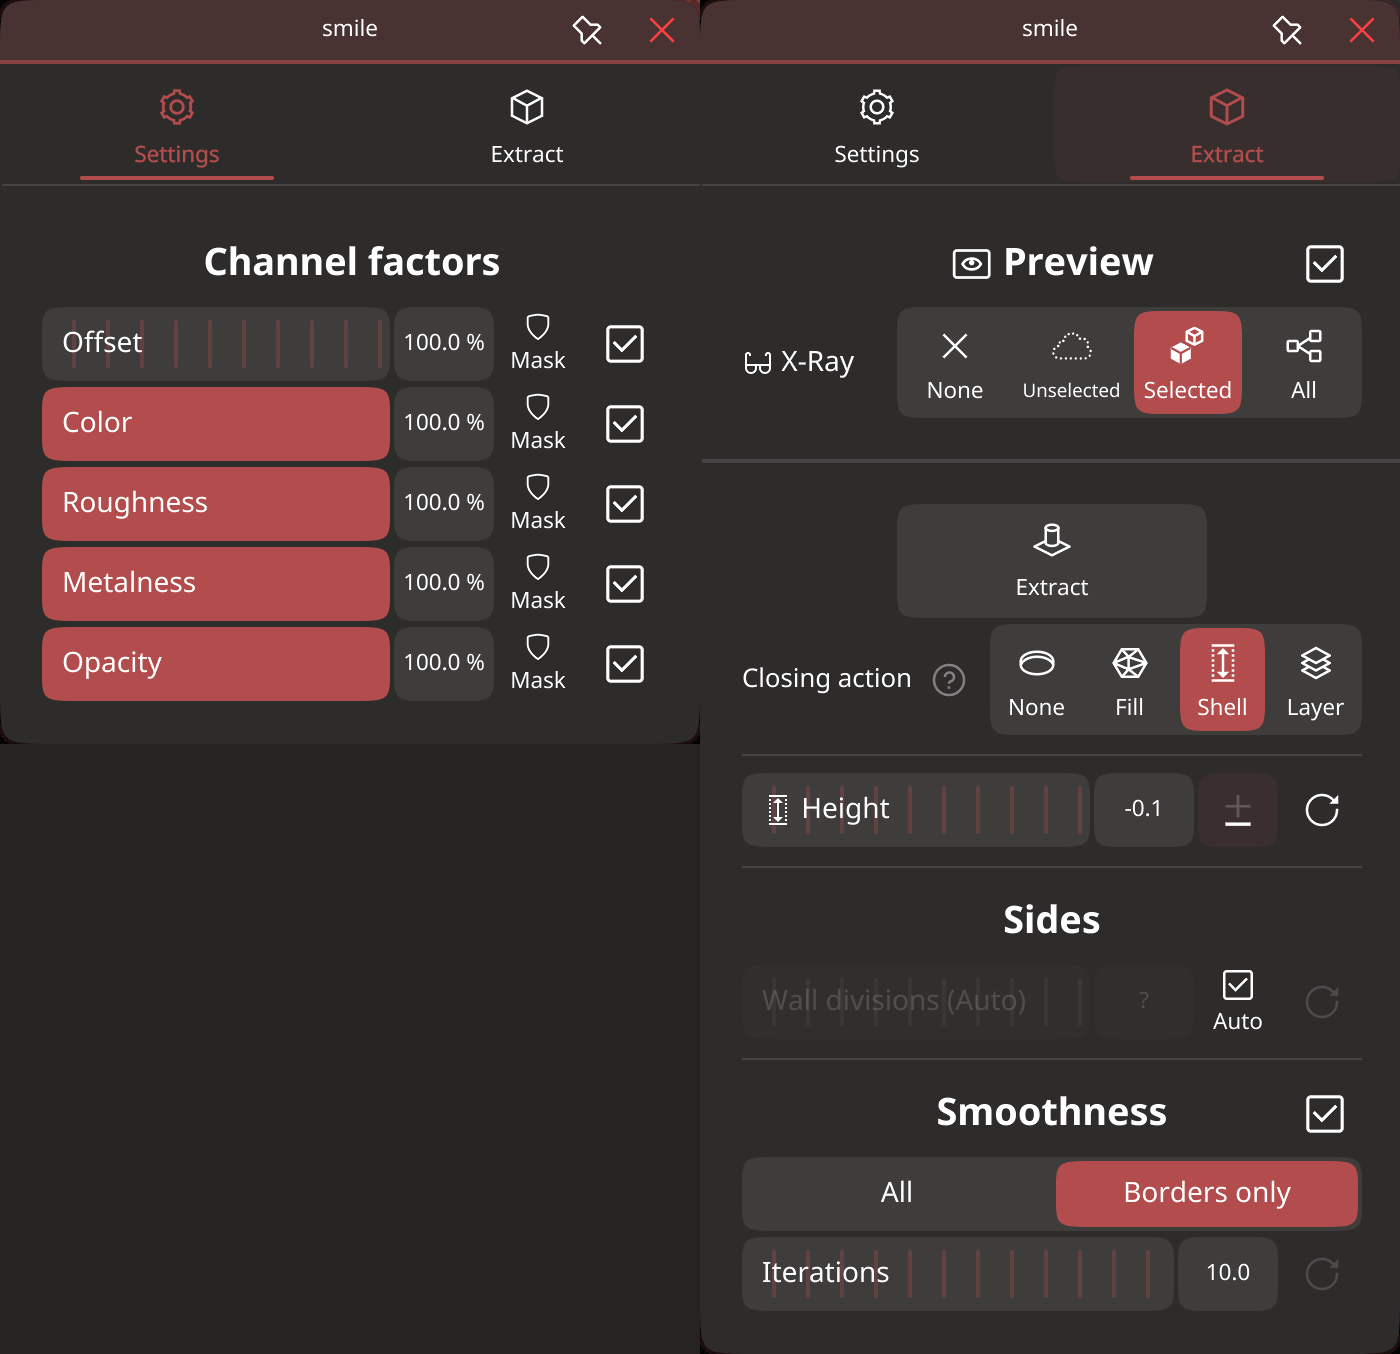 smile
Settings
Extract
Channel factors
Offset
100.0 %
Mask
Color
100.0 %
Mask
Roughness
100.0 %
Mask
Metalness
100.0 %
Mask
Opacity
100.0 %
Mask
smile
Settings
Extract
Preview
X-Ray
None
Unselected
Selected
All
Extract
Closing action
?
None
Fill
Shell
Layer
Height
-0.1
±
Sides
Wall divisions (Auto)
?
Auto
Smoothness
All
Borders only
Iterations
10.0